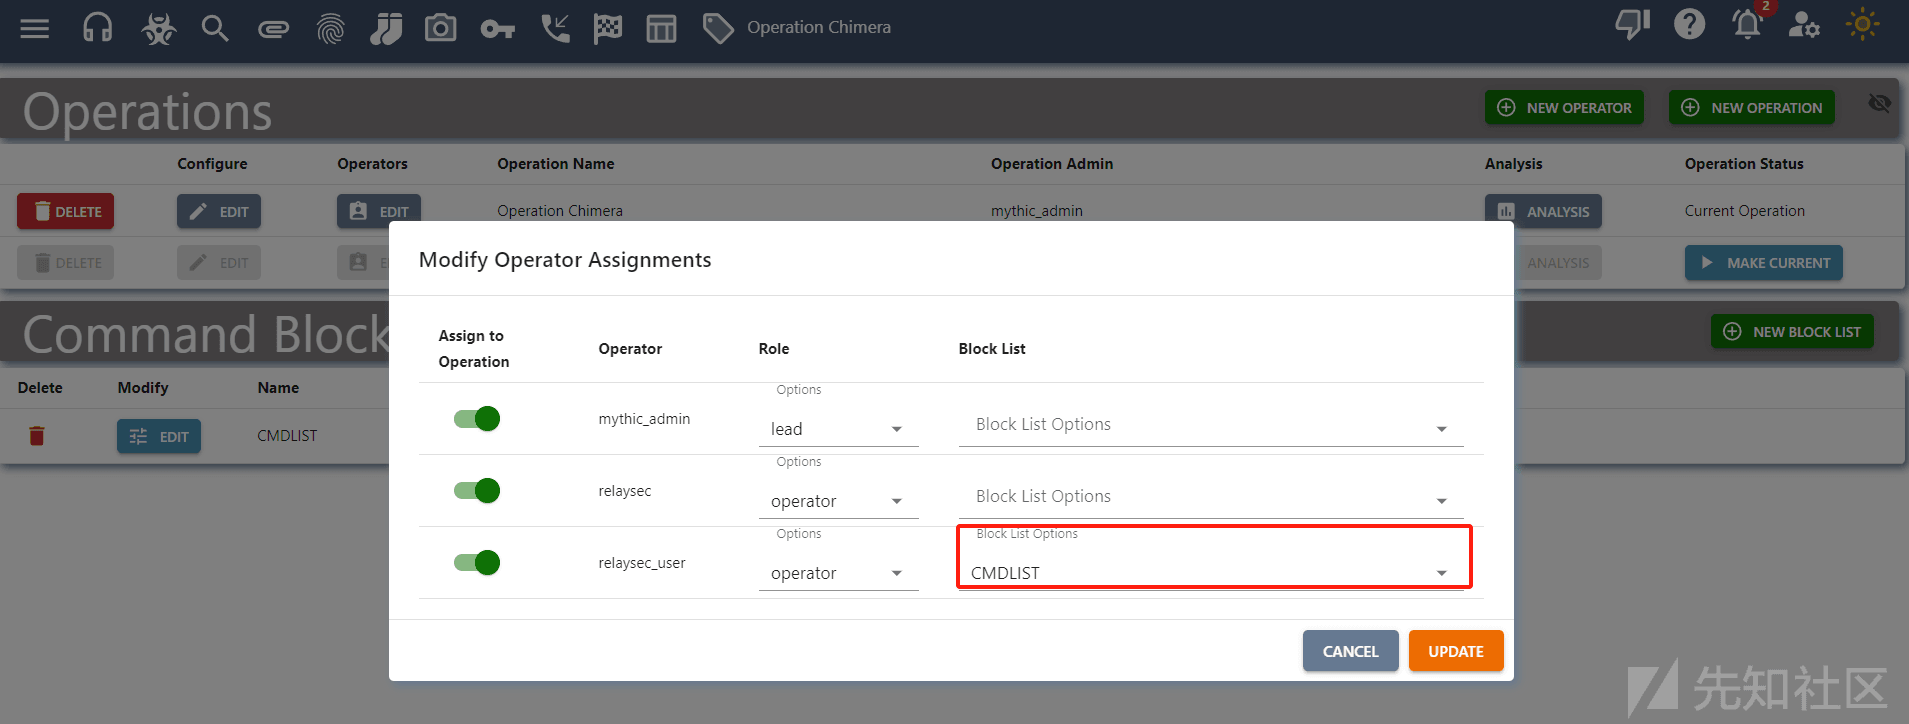 Operation Chimera
2
Operations
NEW OPERATOR
NEW OPERATION
Configure
Operators
Operation Name
Operation Admin
Analysis
Operation Status
DELETE
EDIT
EDIT
Operation Chimera
mythic_admin
ANALYSIS
Current Operation
DELETE
EDIT
ANALYSIS
MAKE CURRENT
Command Block
NEW BLOCK LIST
Delete
Modify
Name
EDIT
CMDLIST
Modify Operator Assignments
Assign to
Operation
Operator
Role
Block List
mythic_admin
Options
lead
Block List Options
relaysec
Options
operator
Block List Options
relaysec_user
Options
operator
Block List Options
CMDLIST
CANCEL
UPDATE
先知社区